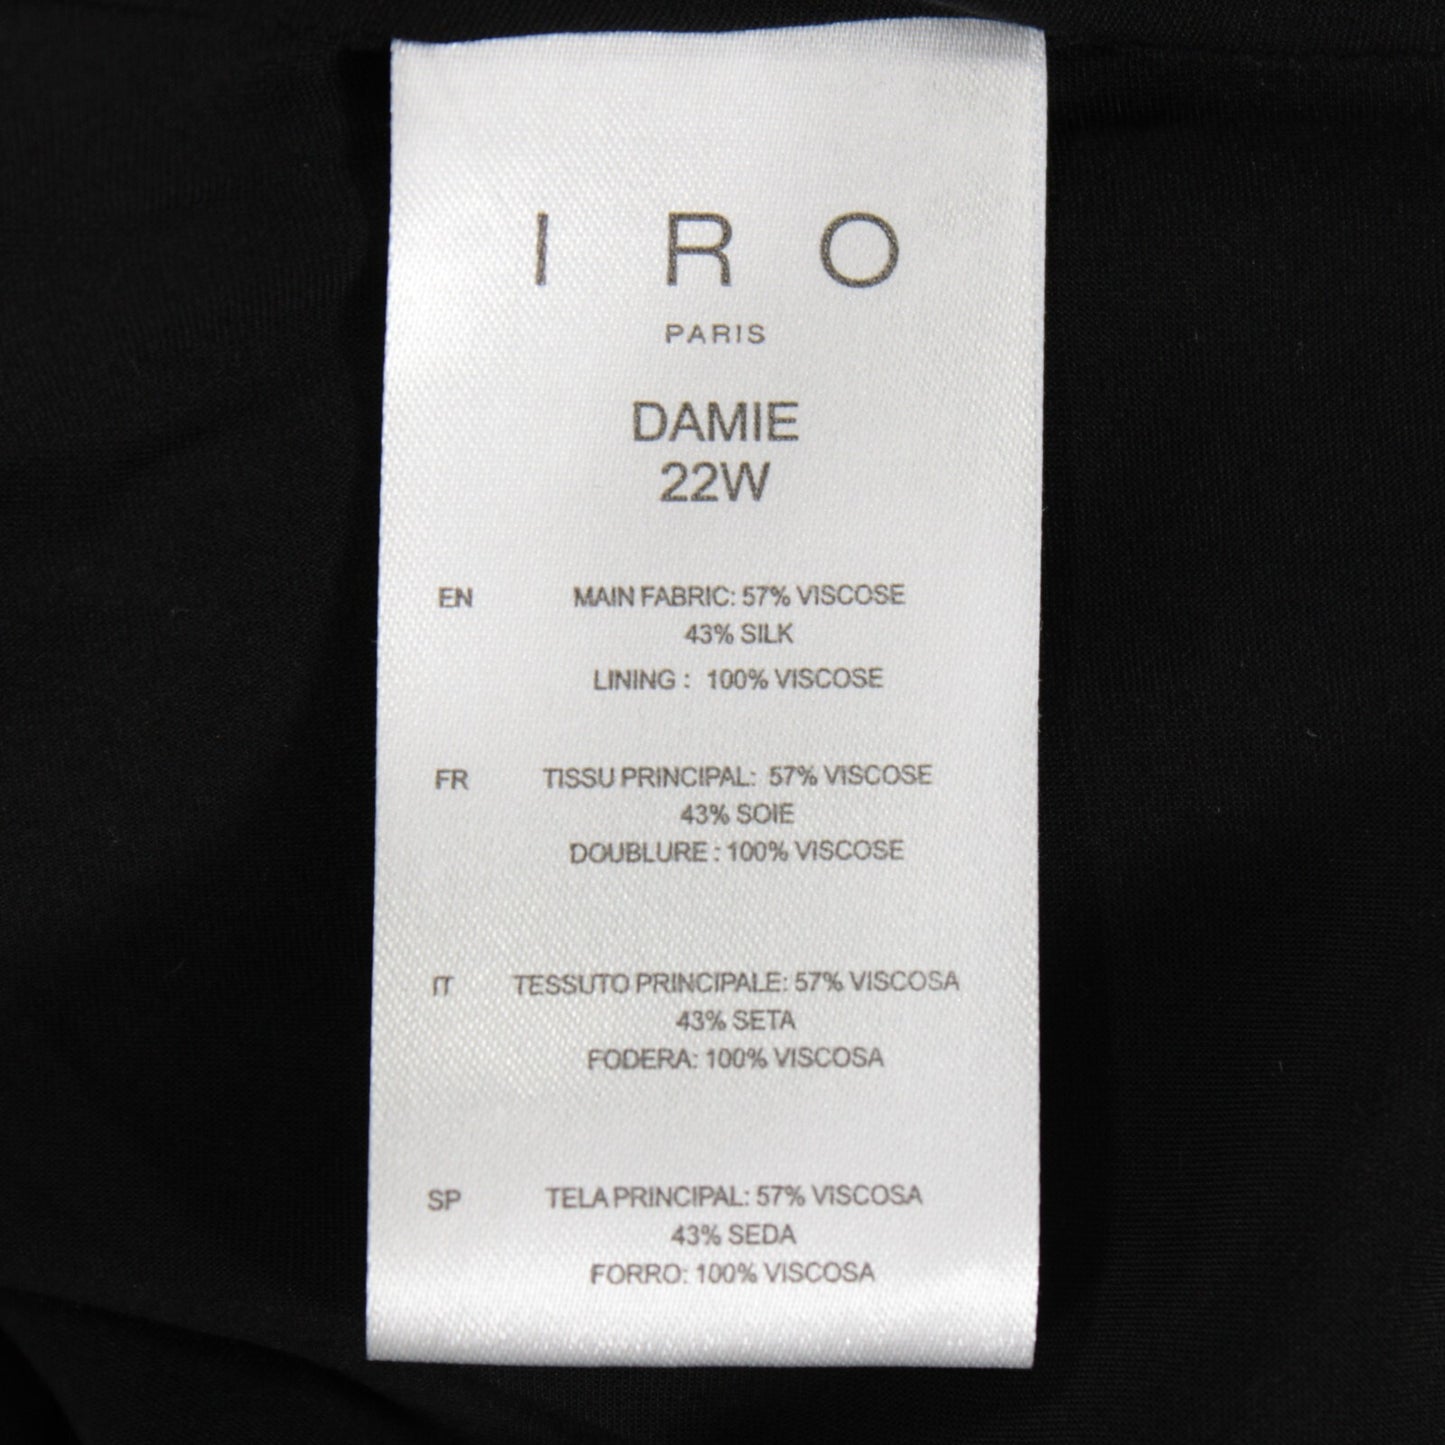 IRO
PARIS
DAMIE
22W
EN MAIN FABRIC: 57% VISCOSE
43% SILK
LINING : 100% VISCOSE
FR TISSU PRINCIPAL: 57% VISCOSE
43% SOIE
DOUBLURE : 100% VISCOSE
IT TESSUTO PRINCIPALE: 57% VISCOSA
43% SETA
FODERA: 100% VISCOSA
SP TELA PRINCIPAL: 57% VISCOSA
43% SEDA
FORRO: 100% VISCOSA